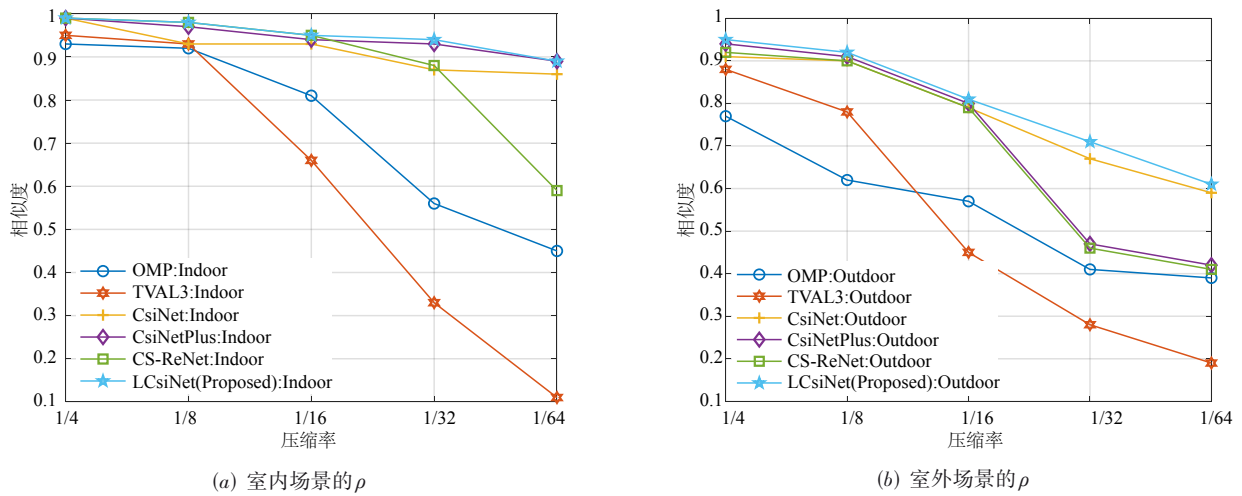 1
0.9
0.8
0.7
0.6
0.5
0.4
0.3
0.2
0.1
相似度
OMP:Indoor
TVAL3:Indoor
CsiNet:Indoor
CsiNetPlus:Indoor
CS-ReNet:Indoor
LCsiNet(Proposed):Indoor
1/4 1/8 1/16 1/32 1/64
压缩率
(a) 室内场景的ρ
1
0.9
0.8
0.7
0.6
0.5
0.4
0.3
0.2
0.1
相似度
OMP:Outdoor
TVAL3:Outdoor
CsiNet:Outdoor
CsiNetPlus:Outdoor
CS-ReNet:Outdoor
LCsiNet(Proposed):Outdoor
1/4 1/8 1/16 1/32 1/64
压缩率
(b) 室外场景的ρ